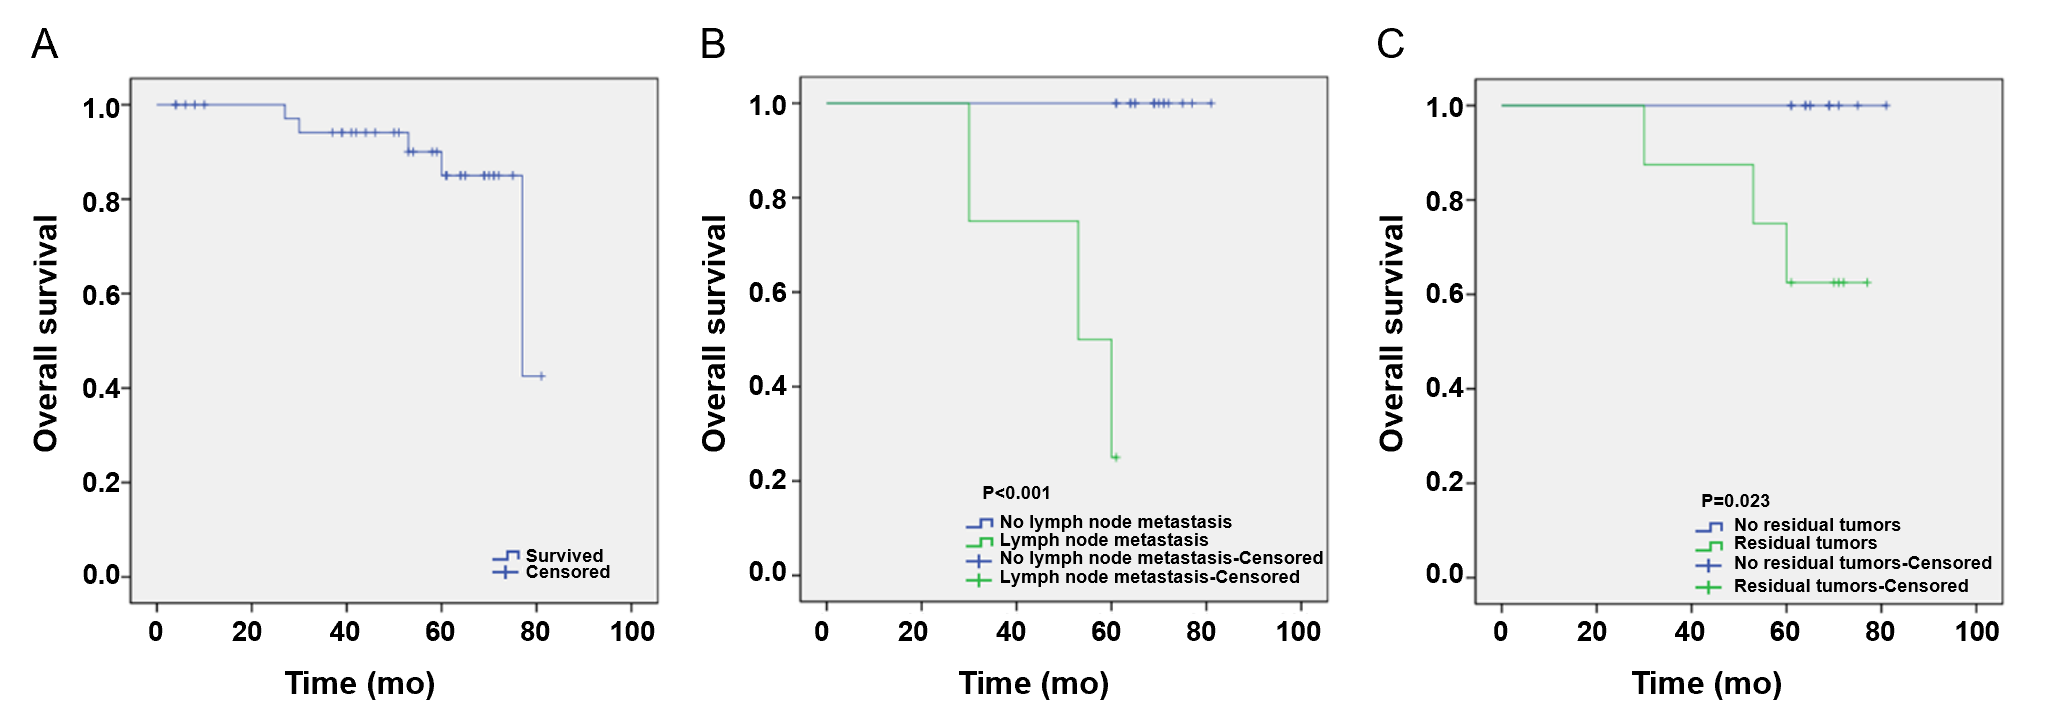 A
Overall survival
1.0
0.8
0.6
0.4
0.2
0.0
Survived
Censored
0 20 40 60 80 100
Time (mo)
B
Overall survival
1.0
0.8
0.6
0.4
0.2
0.0
P<0.001
No lymph node metastasis
Lymph node metastasis
No lymph node metastasis-Censored
Lymph node metastasis-Censored
0 20 40 60 80 100
Time (mo)
C
Overall survival
1.0
0.8
0.6
0.4
0.2
0.0
P=0.023
No residual tumors
Residual tumors
No residual tumors-Censored
Residual tumors-Censored
0 20 40 60 80 100
Time (mo)